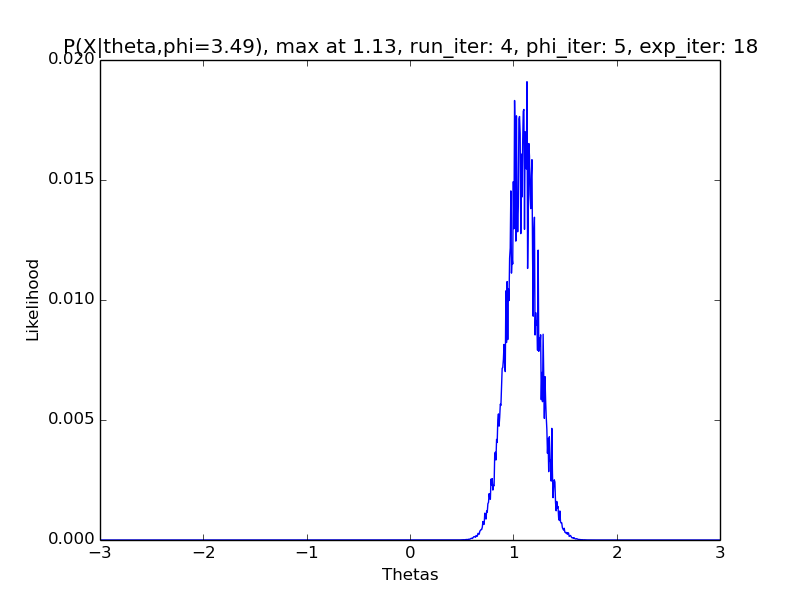 P(X|theta,phi=3.49), max at 1.13, run_iter: 4, phi_iter: 5, exp_iter: 18
0.020
0.015
0.010
0.005
0.000
Likelihood
−3 −2 −1 0 1 2 3
Thetas